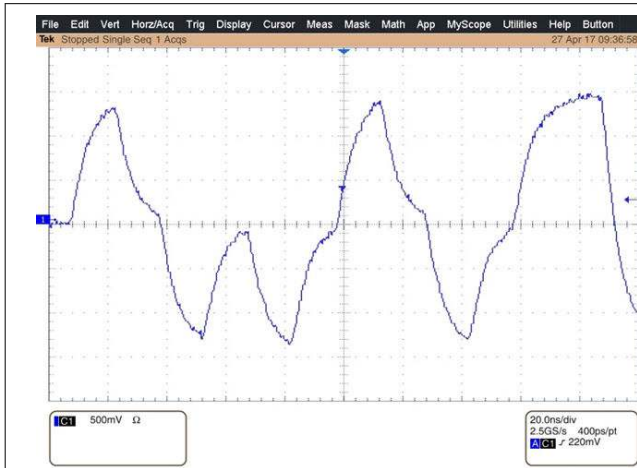 File Edit Vert Horz/Acq Trig Display Cursor Meas Mask Math App MyScope Utilities Help Button
Tek Stopped Single Seq 1 Acqs 27 Apr 17 09:36:58
1
C1 500mV Ω
20.0ns/div
2.5GS/s 400ps/pt
A C1 ⌡ 220mV